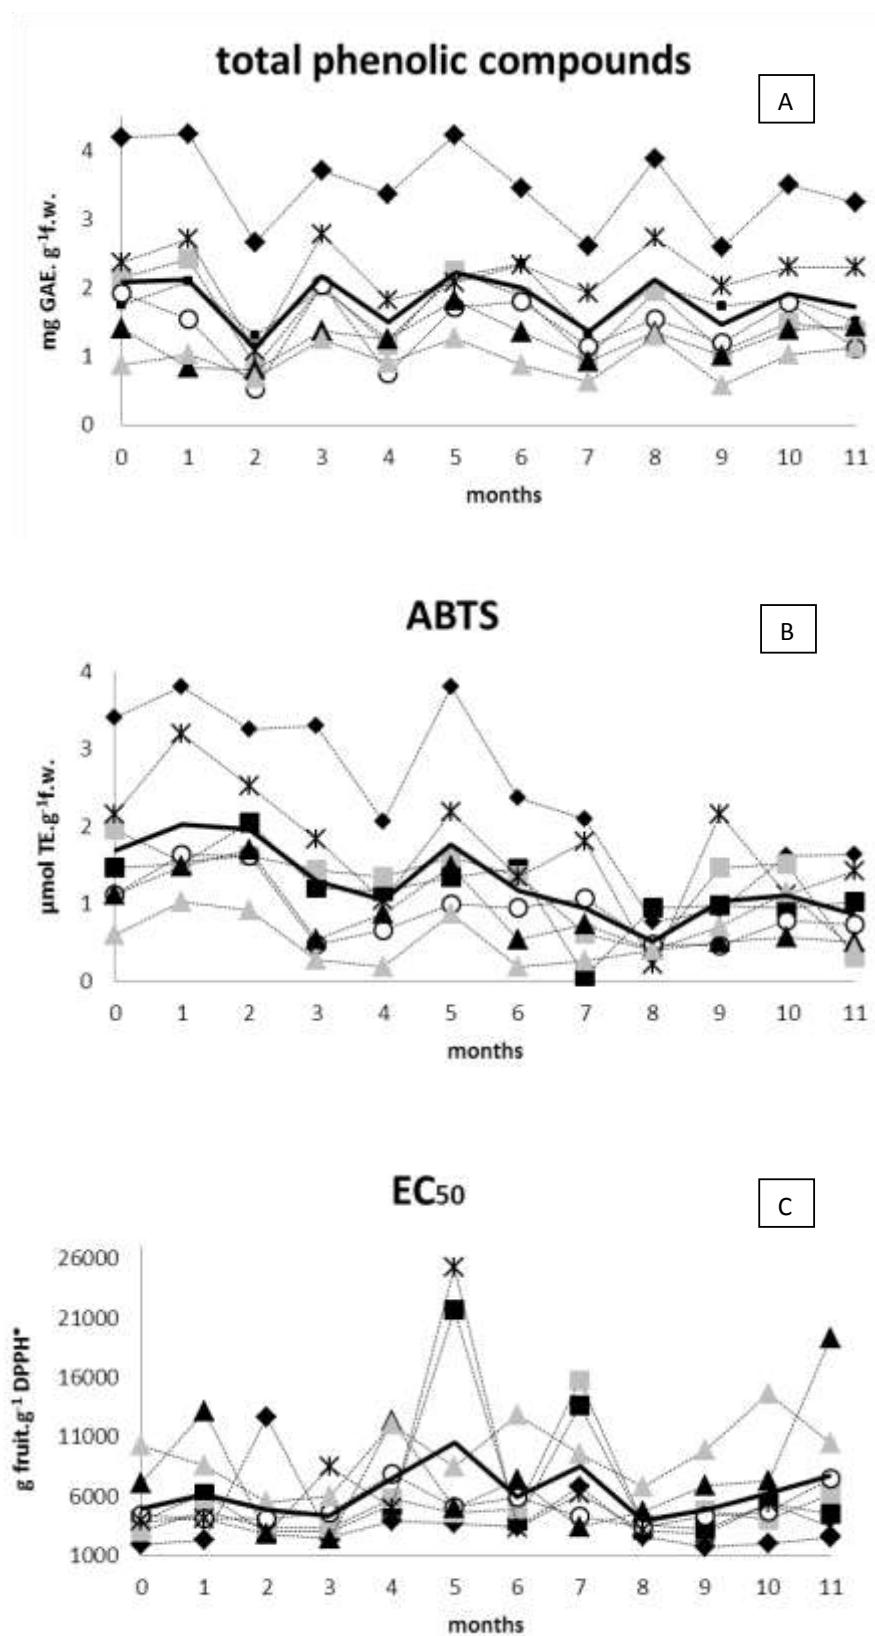 total phenolic compounds
A
mg GAE. g⁻¹f.w.
4
3
2
1
0
0 1 2 3 4 5 6 7 8 9 10 11
months
ABTS
B
µmol TE.g⁻¹f.w.
4
3
2
1
0
0 1 2 3 4 5 6 7 8 9 10 11
months
EC₅₀
C
g fruit.g⁻¹ DPPH•
26000
21000
16000
11000
6000
1000
0 1 2 3 4 5 6 7 8 9 10 11
months